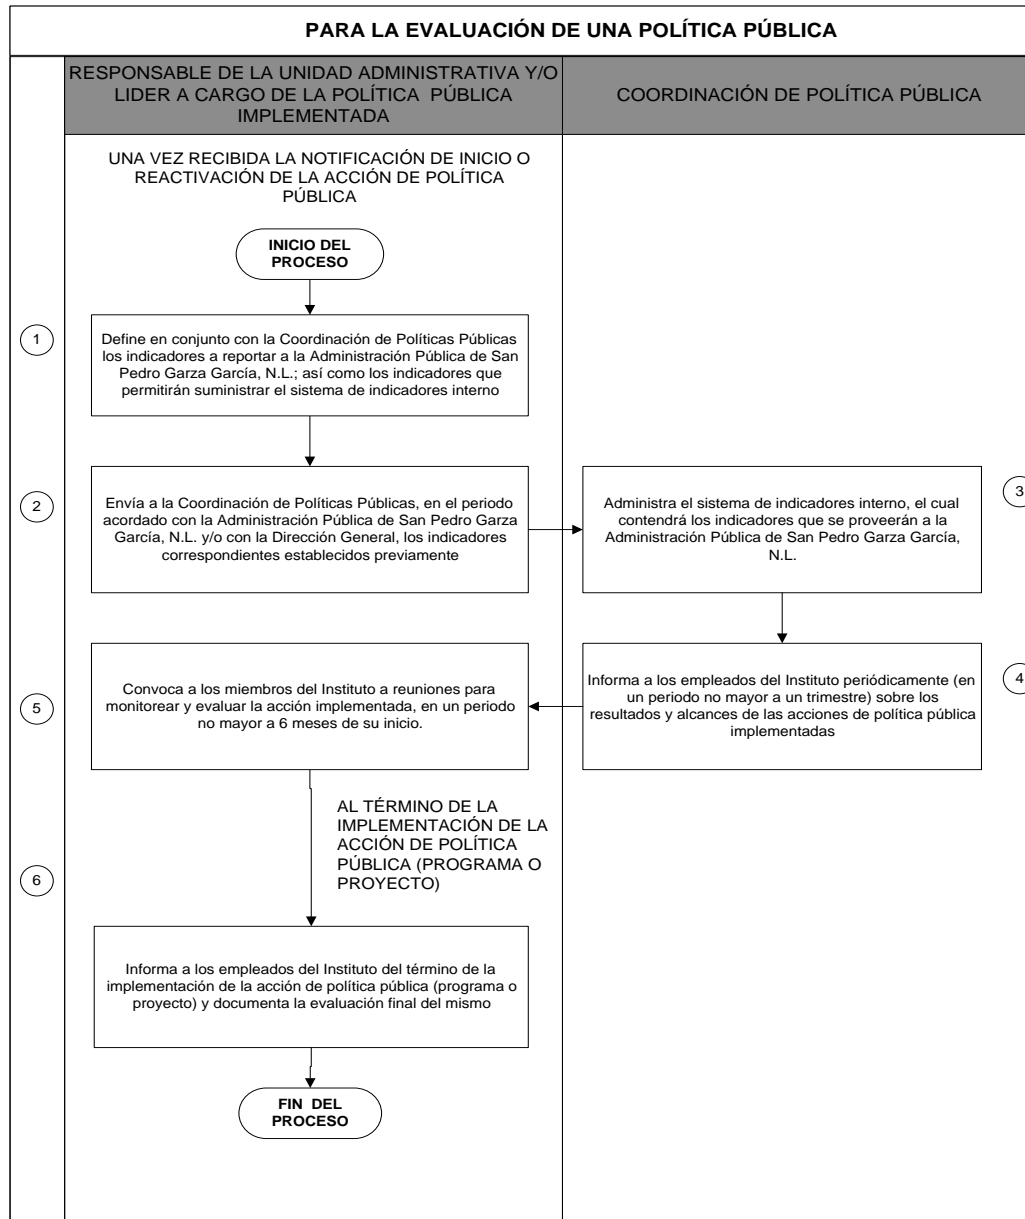 PARA LA EVALUACIÓN DE UNA POLÍTICA PÚBLICA
RESPONSABLE DE LA UNIDAD ADMINISTRATIVA Y/O
LIDER A CARGO DE LA POLÍTICA PÚBLICA
IMPLEMENTADA
COORDINACIÓN DE POLÍTICA PÚBLICA
UNA VEZ RECIBIDA LA NOTIFICACIÓN DE INICIO O
REACTIVACIÓN DE LA ACCIÓN DE POLÍTICA
PÚBLICA
INICIO DEL
PROCESO
1
Define en conjunto con la Coordinación de Políticas Públicas
los indicadores a reportar a la Administración Pública de San
Pedro Garza García, N.L.; así como los indicadores que
permitirán suministrar el sistema de indicadores interno
2
Envía a la Coordinación de Políticas Públicas, en el periodo
acordado con la Administración Pública de San Pedro Garza
García, N.L. y/o con la Dirección General, los indicadores
correspondientes establecidos previamente
3
Administra el sistema de indicadores interno, el cual
contendrá los indicadores que se proveerán a la
Administración Pública de San Pedro Garza García,
N.L.
4
Informa a los empleados del Instituto periódicamente (en
un periodo no mayor a un trimestre) sobre los
resultados y alcances de las acciones de política pública
implementadas
5
Convoca a los miembros del Instituto a reuniones para
monitorear y evaluar la acción implementada, en un periodo
no mayor a 6 meses de su inicio.
AL TÉRMINO DE LA
IMPLEMENTACIÓN DE LA
ACCIÓN DE POLÍTICA
PÚBLICA (PROGRAMA O
PROYECTO)
6
Informa a los empleados del Instituto del término de la
implementación de la acción de política pública (programa o
proyecto) y documenta la evaluación final del mismo
FIN DEL
PROCESO